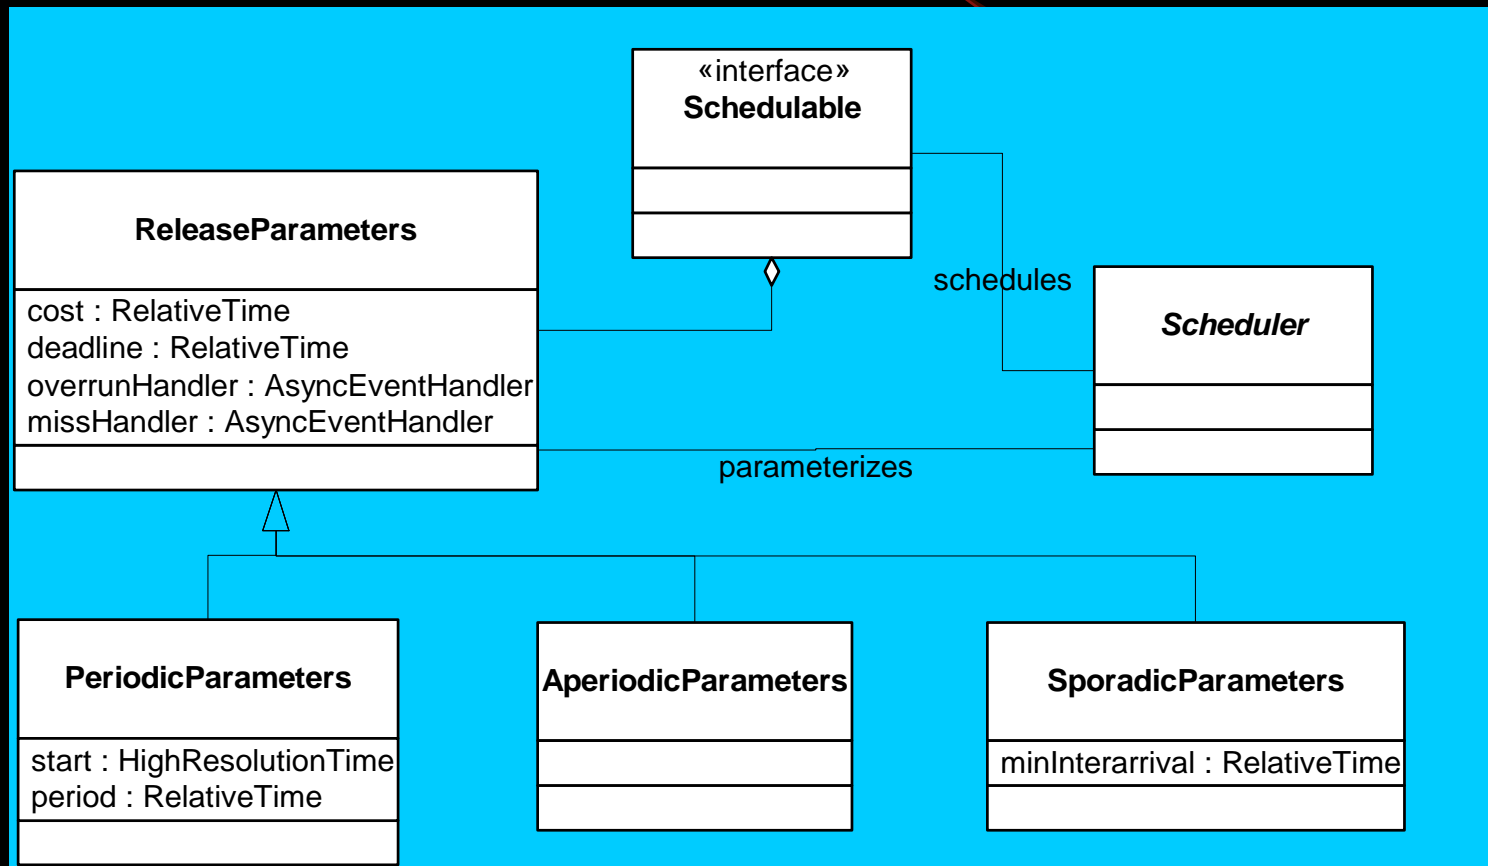 «interface»
Schedulable
ReleaseParameters
cost : RelativeTime
deadline : RelativeTime
overrunHandler : AsyncEventHandler
missHandler : AsyncEventHandler
schedules
Scheduler
parameterizes
PeriodicParameters
start : HighResolutionTime
period : RelativeTime
AperiodicParameters
SporadicParameters
minInterarrival : RelativeTime